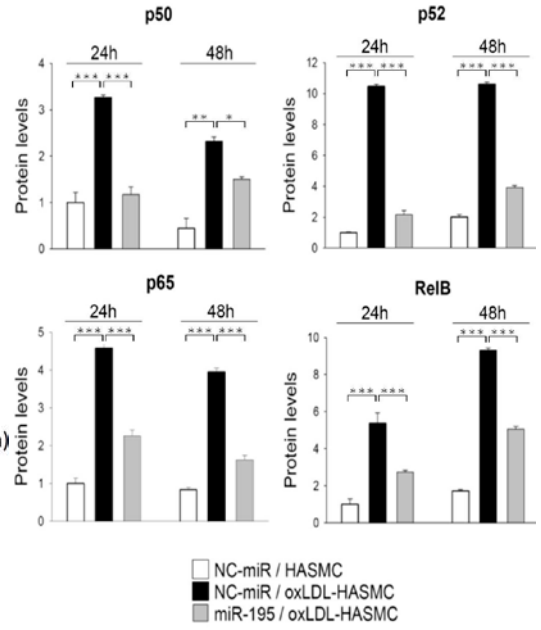 p50
24h
48h
*** ***
** *
Protein levels
4
3
2
1
0
p52
24h
48h
*** ***
*** ***
Protein levels
12
10
8
6
4
2
0
p65
24h
48h
*** ***
*** ***
Protein levels
5
4
3
2
1
0
)
RelB
24h
48h
*** ***
*** ***
Protein levels
10
8
6
4
2
0
NC-miR / HASMC
NC-miR / oxLDL-HASMC
miR-195 / oxLDL-HASMC